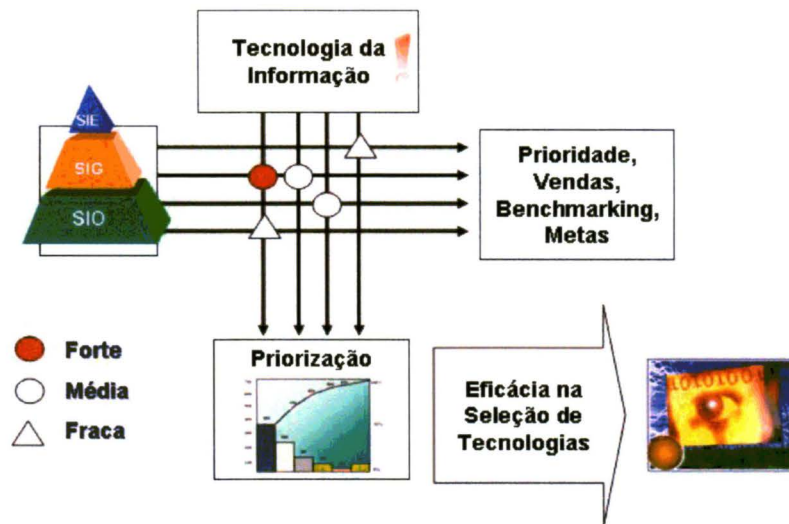 Tecnologia da
Informação
SIE
SIG
SIO
Prioridade,
Vendas,
Benchmarking,
Metas
Forte
Média
Fraca
Priorização
Eficácia na
Seleção de
Tecnologias
1010100